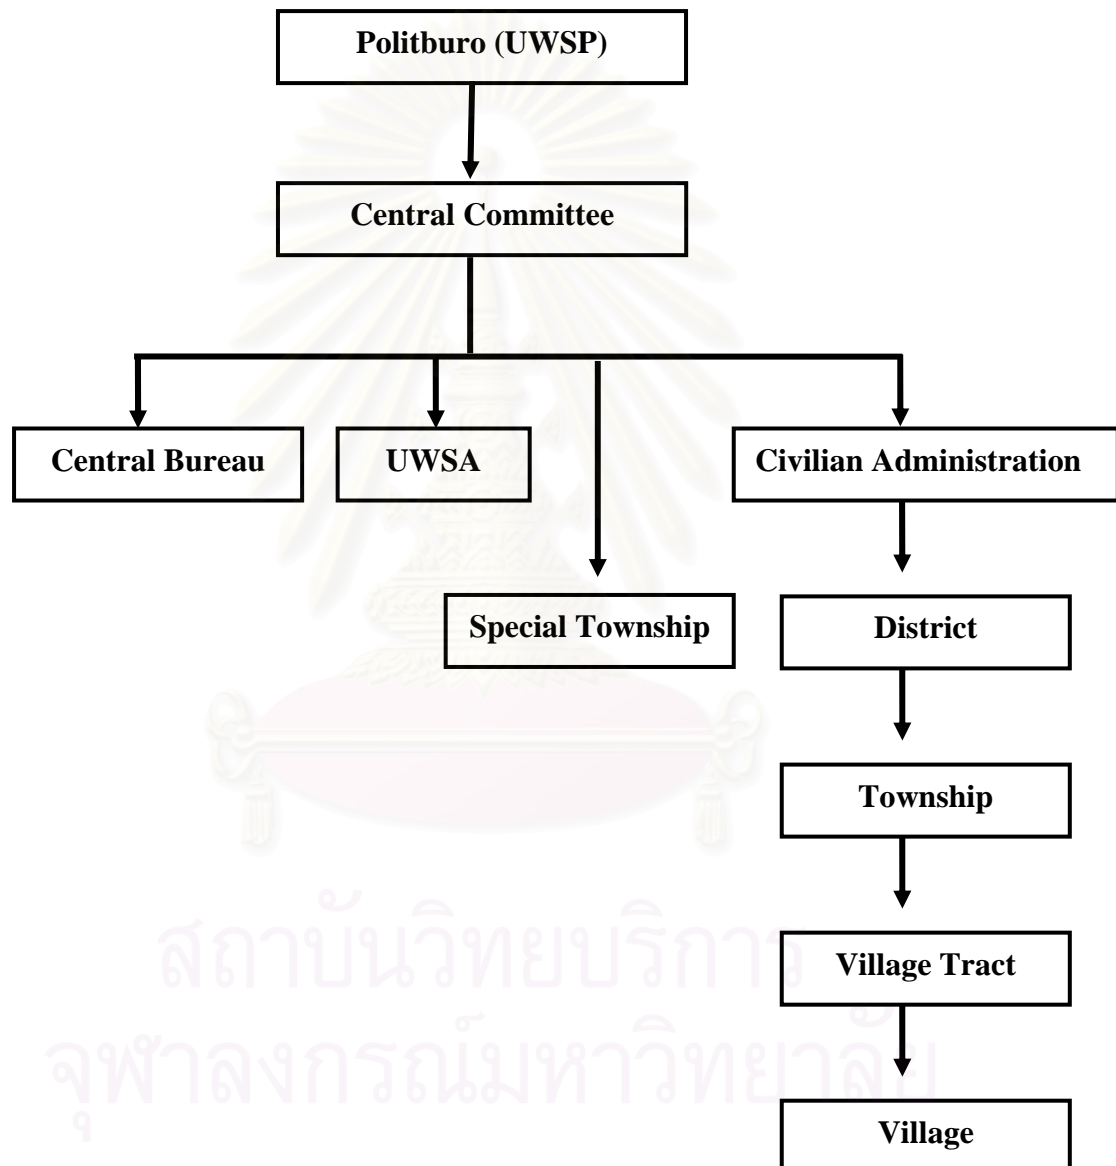 Politburo (UWSP)
Central Committee
Central Bureau
UWSA
Civilian Administration
Special Township
District
Township
Village Tract
Village
สถาบันวิทยบริการ
จุฬาลงกรณ์มหาวิทยาลัย